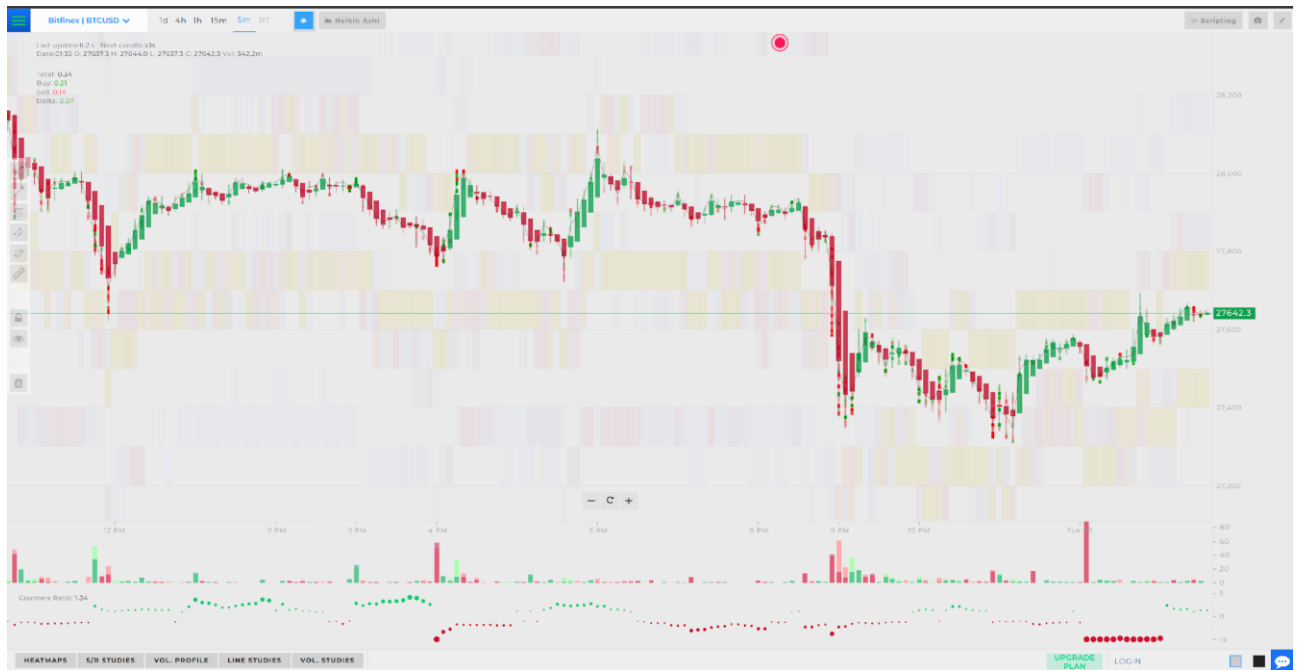 Bitfinex | BTCUSD 1d 4h 1h 15m 5m RT Heikin Ashi Scripting
Last update:0.2 s Next candle:53s
Date:01:35 O: 27637.3 H: 27644.0 L: 27637.3 C: 27642.3 Vol: 342.2m
Total: 0.34
Buy: 0.21
Sell: 0.14
Delta: 0.07
28,200
28,000
27,800
27642.3
27,600
27,400
27,200
12 PM 2 PM 3 PM 4 PM 6 PM 8 PM 9 PM 10 PM Tue
80
60
40
20
0
Counters Ratio: 1.34
5
0
-5
HEATMAPS S/R STUDIES VOL. PROFILE LINE STUDIES VOL. STUDIES UPGRADE PLAN LOGIN